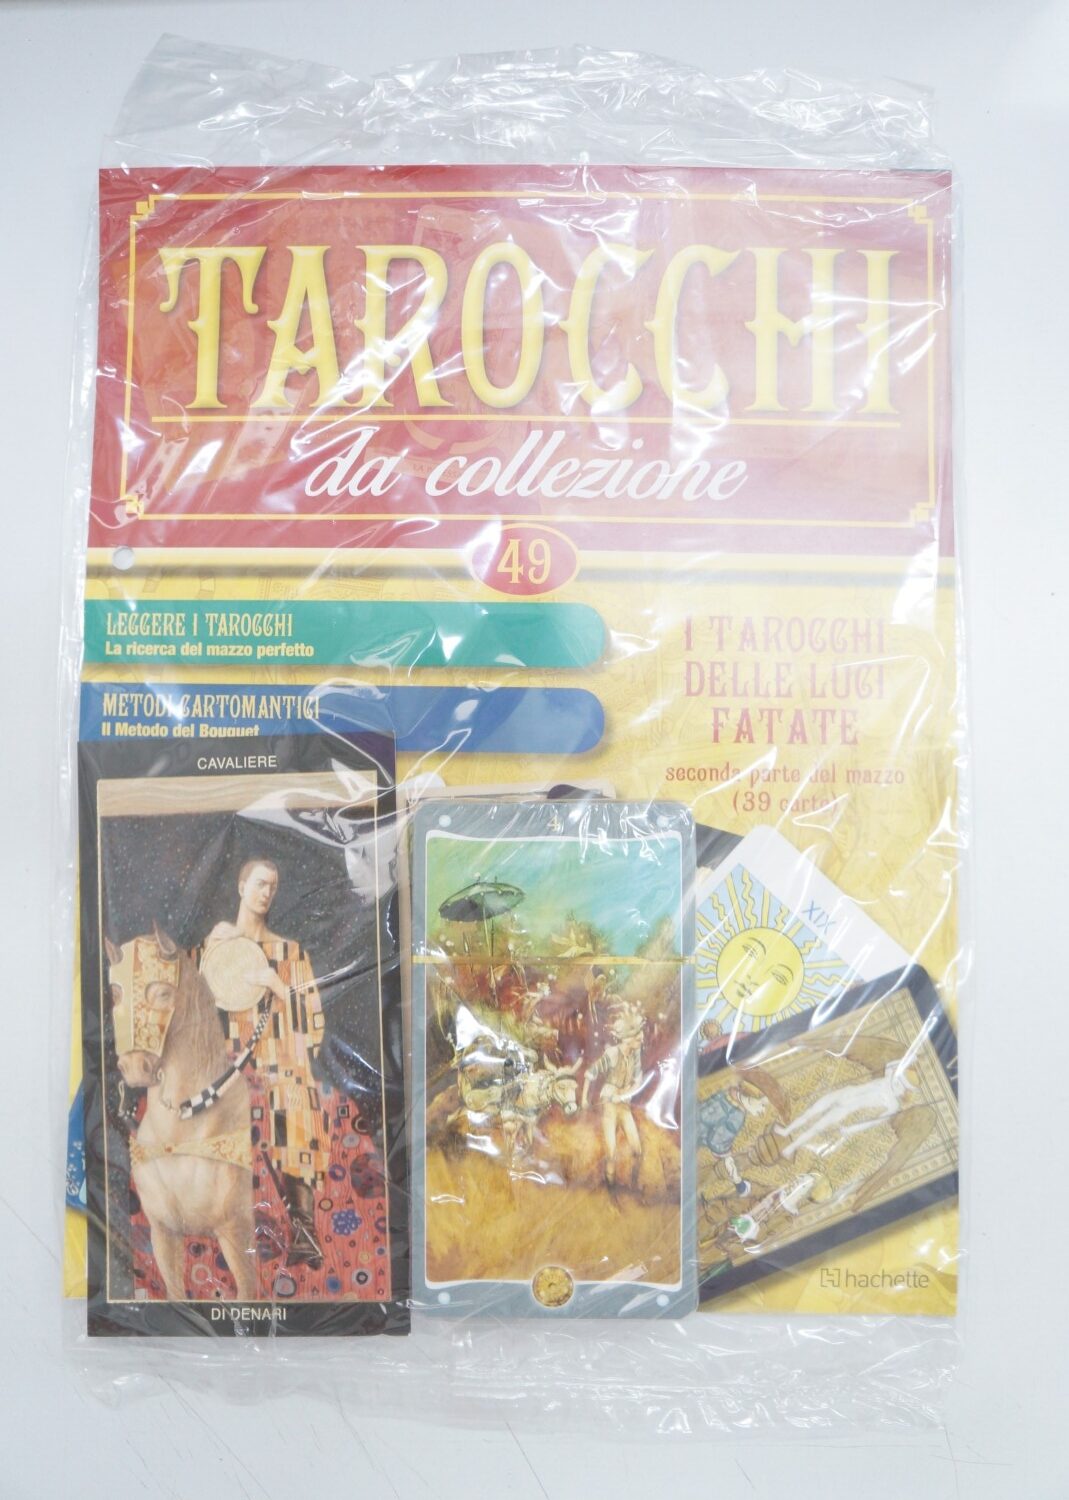 TAROCCHI
da collezione
49
LEGGERE I TAROCCHI
La ricerca del mazzo perfetto
METODI CARTOMANTICI
Il Metodo del Bouquet
I TAROCCHI
DELLE LUCI
FATATE
seconda parte del mazzo
(39 carte)
CAVALIERE
4
XIX
DI DENARI
hachette